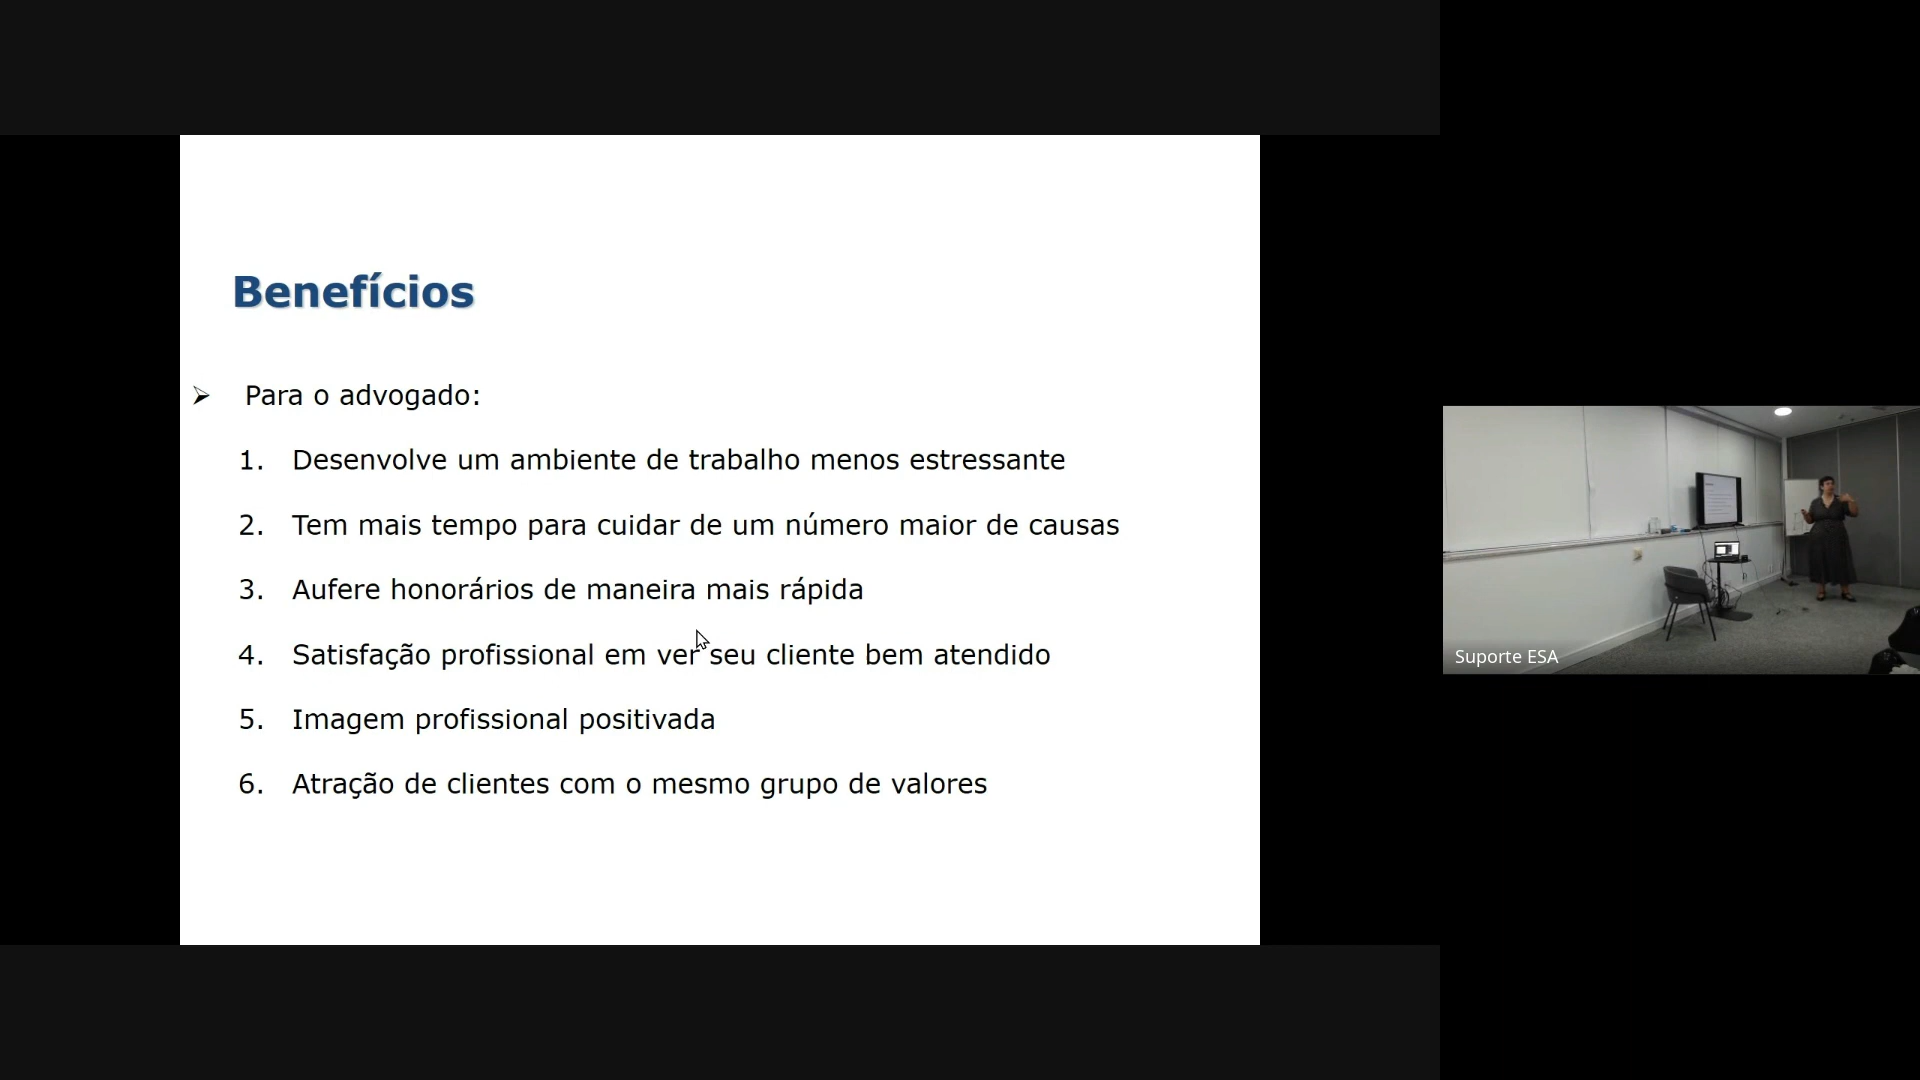 Benefícios
➢ Para o advogado:
1. Desenvolve um ambiente de trabalho menos estressante
2. Tem mais tempo para cuidar de um número maior de causas
3. Aufere honorários de maneira mais rápida
4. Satisfação profissional em ver seu cliente bem atendido
5. Imagem profissional positivada
6. Atração de clientes com o mesmo grupo de valores
Suporte ESA